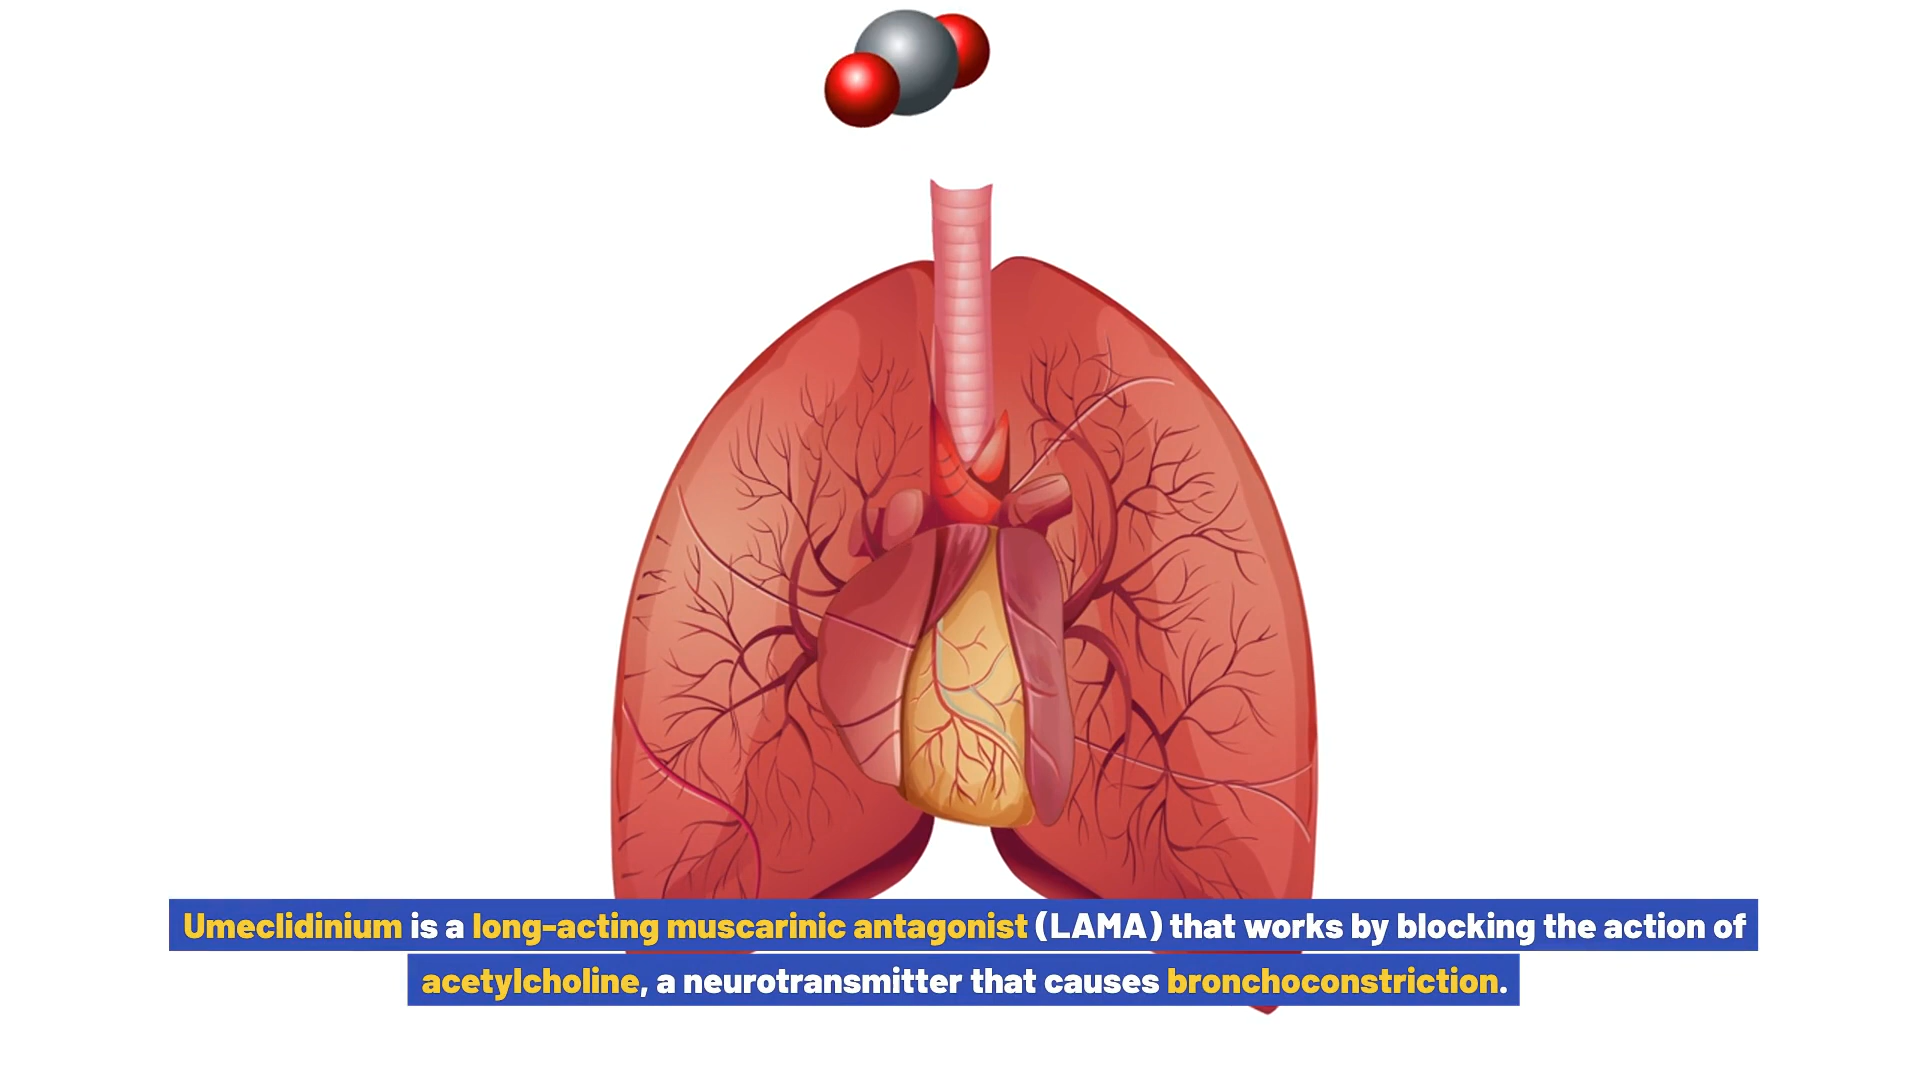 Umeclidinium is a long-acting muscarinic antagonist (LAMA) that works by blocking the action of
acetylcholine, a neurotransmitter that causes bronchoconstriction.